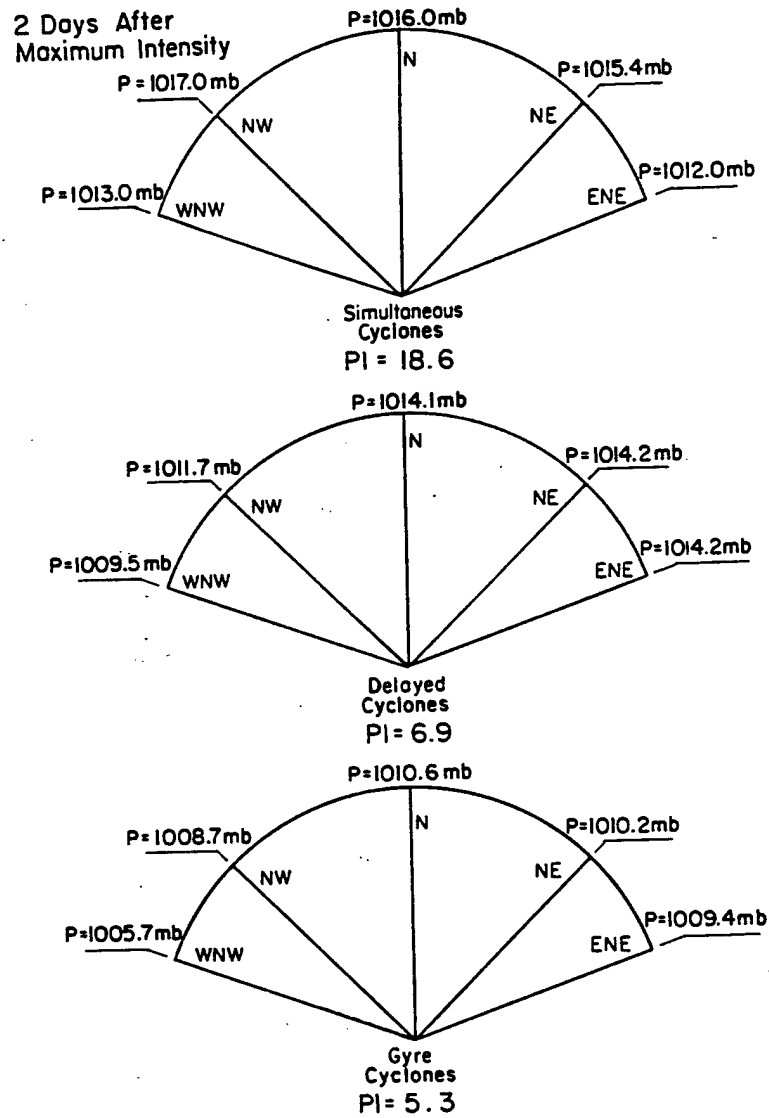 2 Days After
Maximum Intensity
P=1016.0mb
P=1017.0mb
P=1015.4mb
P=1013.0mb
P=1012.0mb
N
NW
NE
WNW
ENE
Simultaneous
Cyclones
PI = 18.6
P=1014.1mb
P=1011.7mb
P=1014.2mb
P=1009.5mb
P=1014.2mb
N
NW
NE
WNW
ENE
Delayed
Cyclones
PI = 6.9
P=1010.6mb
P=1008.7mb
P=1010.2mb
P=1005.7mb
P=1009.4mb
N
NW
NE
WNW
ENE
Gyre
Cyclones
PI = 5.3